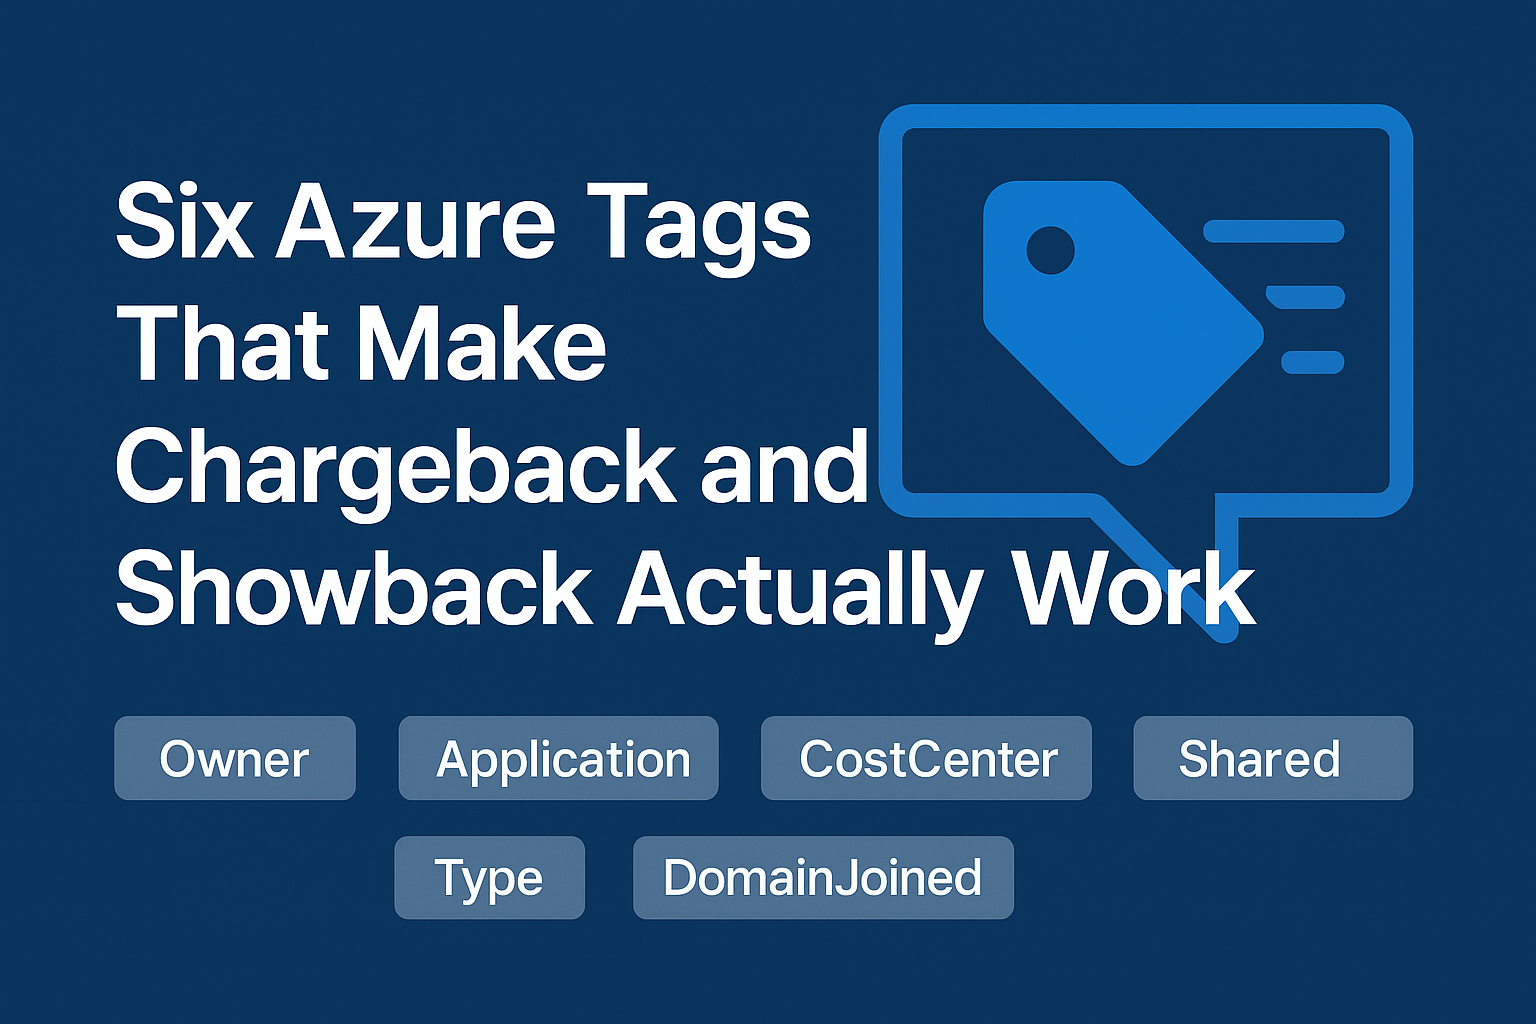 Six Azure Tags
That Make
Chargeback and
Showback Actually Work
Owner Application CostCenter Shared
Type DomainJoined